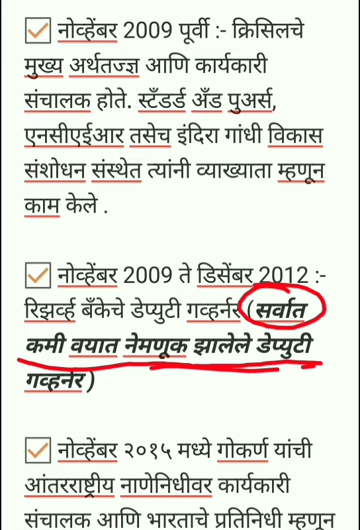 नोव्हेंबर 2009 पूर्वी :- क्रिसिलचे
मुख्य अर्थतज्ज्ञ आणि कार्यकारी
संचालक होते. स्टँडर्ड अँड पुअर्स,
एनसीएईआर तसेच इंदिरा गांधी विकास
संशोधन संस्थेत त्यांनी व्याख्याता म्हणून
काम केले .
नोव्हेंबर 2009 ते डिसेंबर 2012 :-
रिझर्व्ह बँकेचे डेप्युटी गव्हर्नर (सर्वात
कमी वयात नेमणूक झालेले डेप्युटी
गव्हर्नर)
नोव्हेंबर २०१५ मध्ये गोकर्ण यांची
आंतरराष्ट्रीय नाणेनिधीवर कार्यकारी
संचालक आणि भारताचे प्रतिनिधी म्हणून